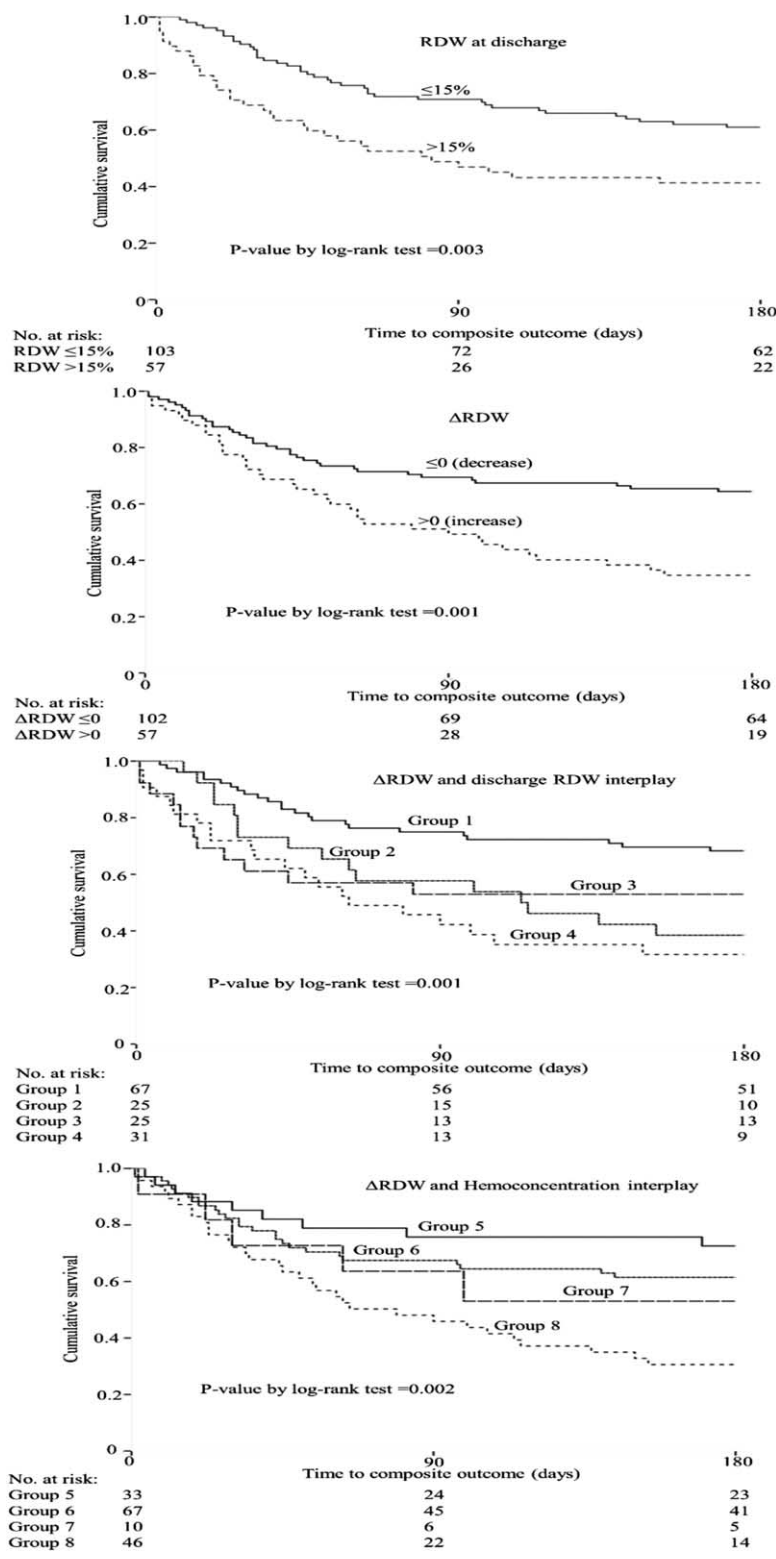 1.0
RDW at discharge
0.8
≤15%
0.6
>15%
0.4
0.2
P-value by log-rank test =0.003
0
Cumulative survival
0 90 180
No. at risk: Time to composite outcome (days)
RDW ≤15% 103 72 62
RDW >15% 57 26 22
1.0
ΔRDW
0.8
≤0 (decrease)
0.6
>0 (increase)
0.4
0.2
P-value by log-rank test =0.001
0
Cumulative survival
0 90 180
No. at risk: Time to composite outcome (days)
ΔRDW ≤0 102 69 64
ΔRDW >0 57 28 19
1.0
ΔRDW and discharge RDW interplay
0.8
Group 1
Group 2
0.6
Group 3
0.4
Group 4
0.2
P-value by log-rank test =0.001
0
Cumulative survival
0 90 180
No. at risk: Time to composite outcome (days)
Group 1 67 56 51
Group 2 25 15 10
Group 3 25 13 13
Group 4 31 13 9
1.0
ΔRDW and Hemoconcentration interplay
0.8
Group 5
Group 6
0.6
Group 7
0.4
Group 8
0.2
P-value by log-rank test =0.002
0
Cumulative survival
0 90 180
No. at risk: Time to composite outcome (days)
Group 5 33 24 23
Group 6 67 45 41
Group 7 10 6 5
Group 8 46 22 14